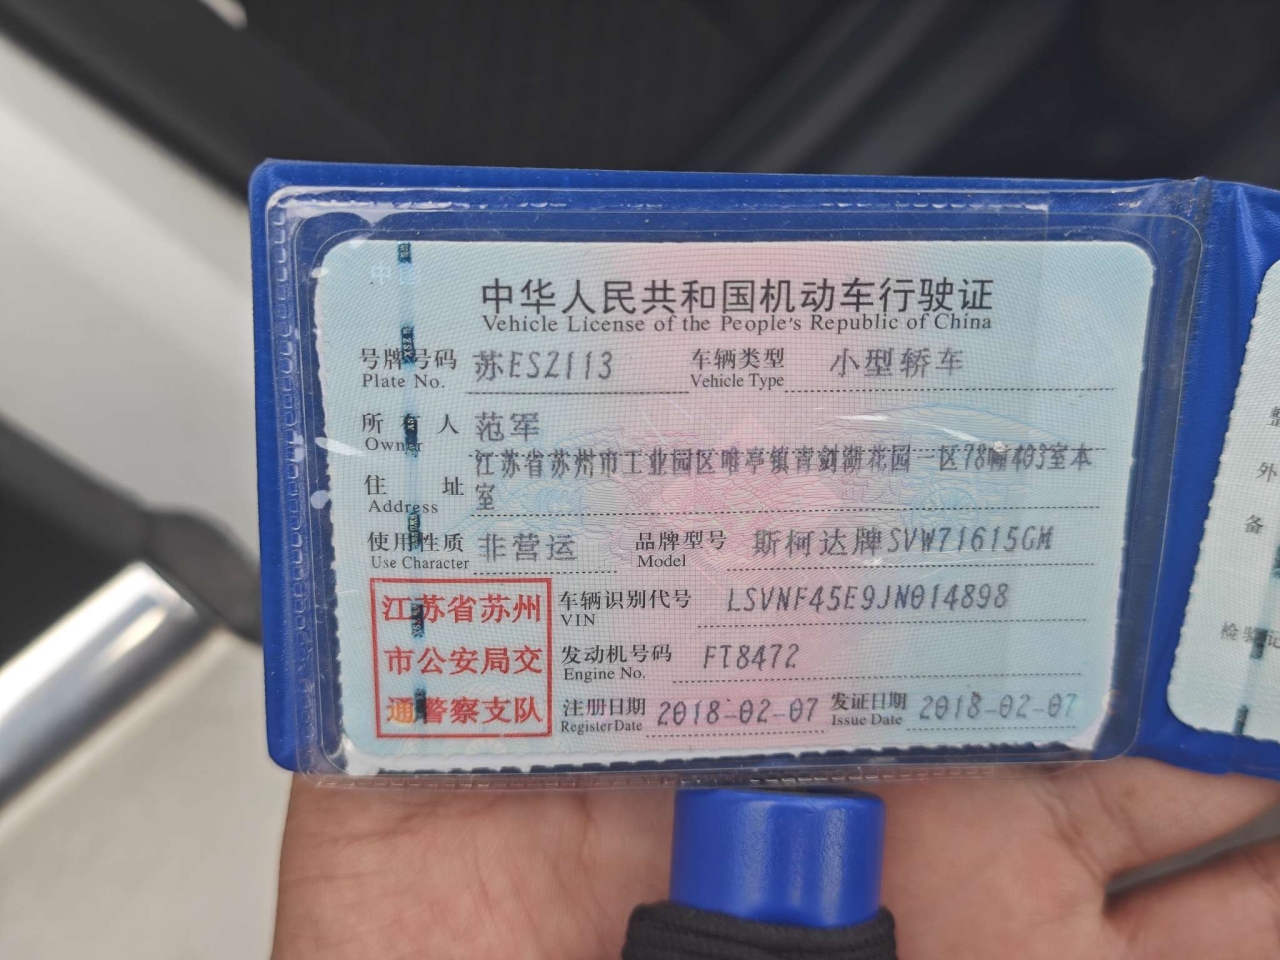 中华人民共和国机动车行驶证
Vehicle License of the People's Republic of China
号牌号码 苏ESZ113 车辆类型 小型轿车
Plate No. Vehicle Type
所有人 范军
Owner
江苏省苏州市工业园区唯亭镇青剑湖花园一区78幢403室本
住址 室
Address
使用性质 非营运 品牌型号 斯柯达牌SVW71615GM
Use Character Model
江苏省苏州
市公安局交
通警察支队
车辆识别代号 LSVNF45E9JN014898
VIN
发动机号码 FT8472
Engine No.
注册日期 2018-02-07 发证日期 2018-02-07
Register Date Issue Date
外
备
检验记